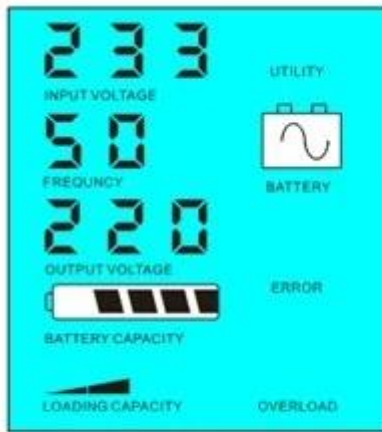 233
UTILITY
INPUT VOLTAGE
50
FREQUNCY
BATTERY
220
OUTPUT VOLTAGE
ERROR
BATTERY CAPACITY
LOADING CAPACITY
OVERLOAD